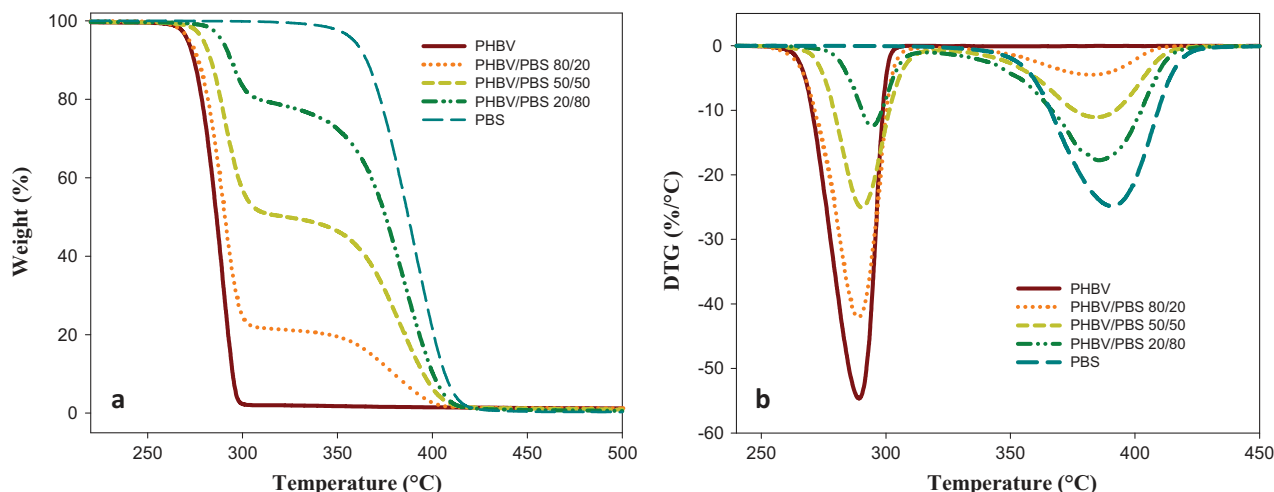 100
80
60
40
20
0
Weight (%)
PHBV
PHBV/PBS 80/20
PHBV/PBS 50/50
PHBV/PBS 20/80
PBS
a
250
300
350
400
450
500
Temperature (°C)
0
-10
-20
-30
-40
-50
-60
DTG (%/°C)
PHBV
PHBV/PBS 80/20
PHBV/PBS 50/50
PHBV/PBS 20/80
PBS
b
250
300
350
400
450
Temperature (°C)